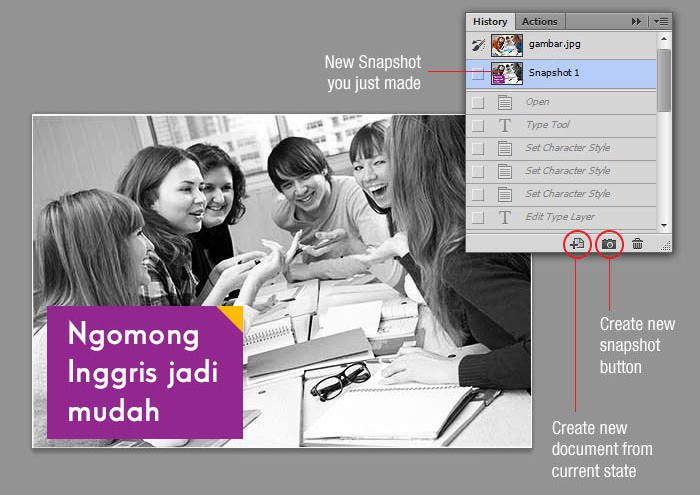 History Actions
gambar.jpg
Snapshot 1
Open
Type Tool
Set Character Style
Set Character Style
Set Character Style
Edit Type Layer
New Snapshot
you just made
Ngomong
Inggris jadi
mudah
Create new
snapshot
button
Create new
document from
current state